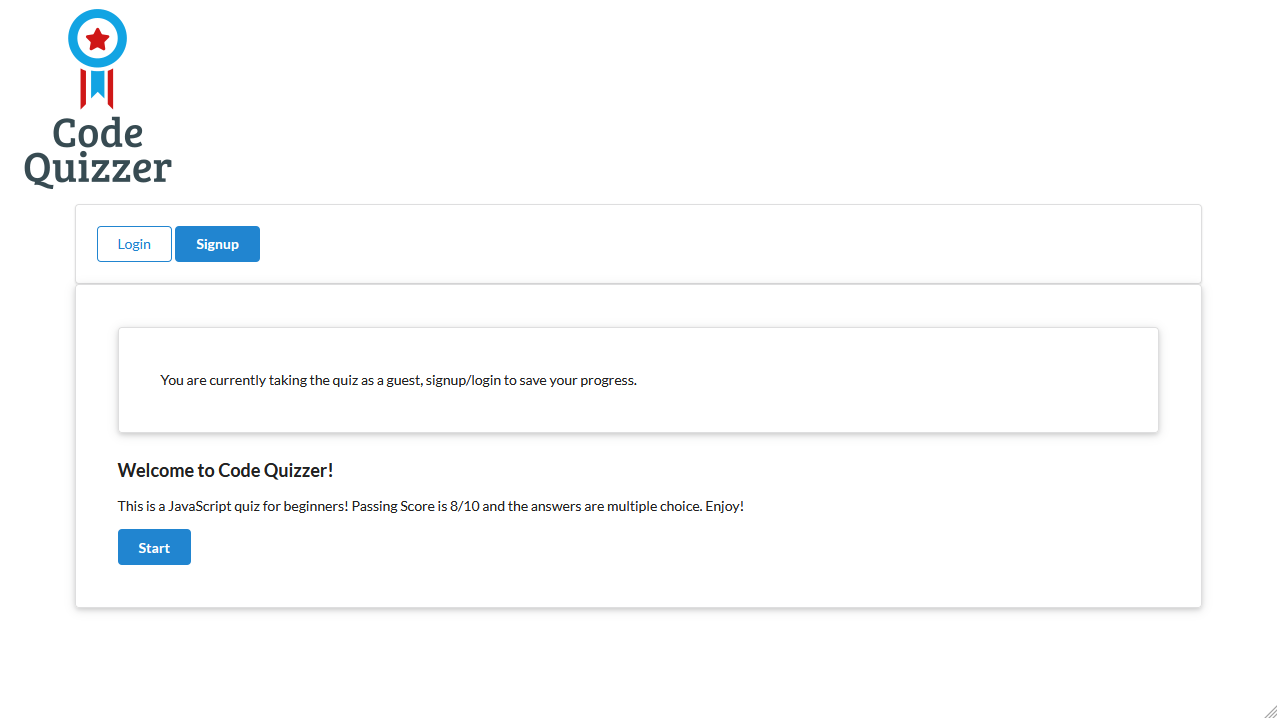 Code
Quizzer
Login Signup
You are currently taking the quiz as a guest, signup/login to save your progress.
Welcome to Code Quizzer!
This is a JavaScript quiz for beginners! Passing Score is 8/10 and the answers are multiple choice. Enjoy!
Start